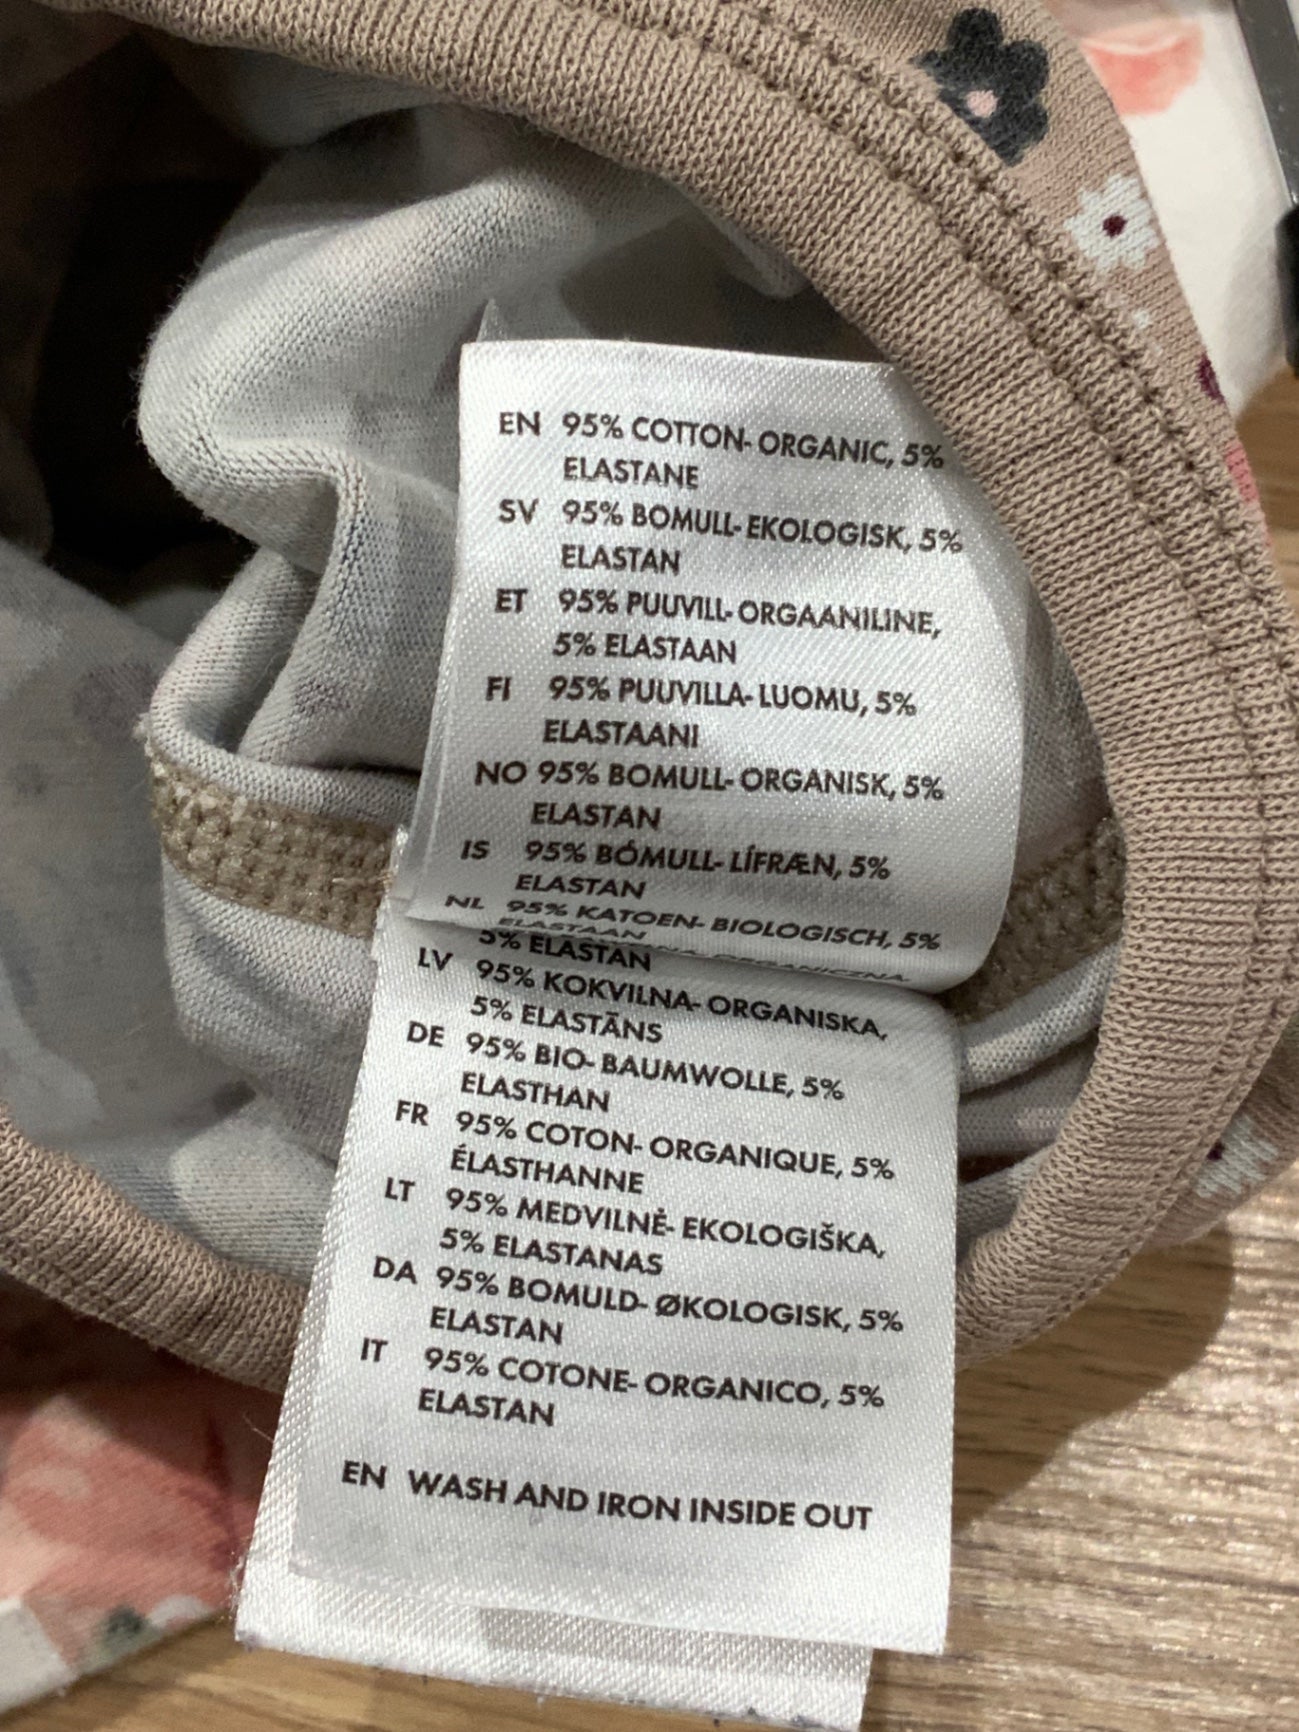 EN 95% COTTON- ORGANIC, 5%
ELASTANE
SV 95% BOMULL- EKOLOGISK, 5%
ELASTAN
ET 95% PUUVILL- ORGAANILINE,
5% ELASTAAN
FI 95% PUUVILLA- LUOMU, 5%
ELASTAANI
NO 95% BOMULL- ORGANISK, 5%
ELASTAN
IS 95% BÓMULL- LÍFRÆN, 5%
ELASTAN
NL 95% KATOEN- BIOLOGISCH, 5%
ELASTAAN
ORGANICZNA
5% ELASTAN
LV 95% KOKVILNA- ORGANISKA,
5% ELASTĀNS
DE 95% BIO- BAUMWOLLE, 5%
ELASTHAN
FR 95% COTON- ORGANIQUE, 5%
ÉLASTHANNE
LT 95% MEDVILNĖ- EKOLOGIŠKA,
5% ELASTANAS
DA 95% BOMULD- ØKOLOGISK, 5%
ELASTAN
IT 95% COTONE- ORGANICO, 5%
ELASTAN
EN WASH AND IRON INSIDE OUT